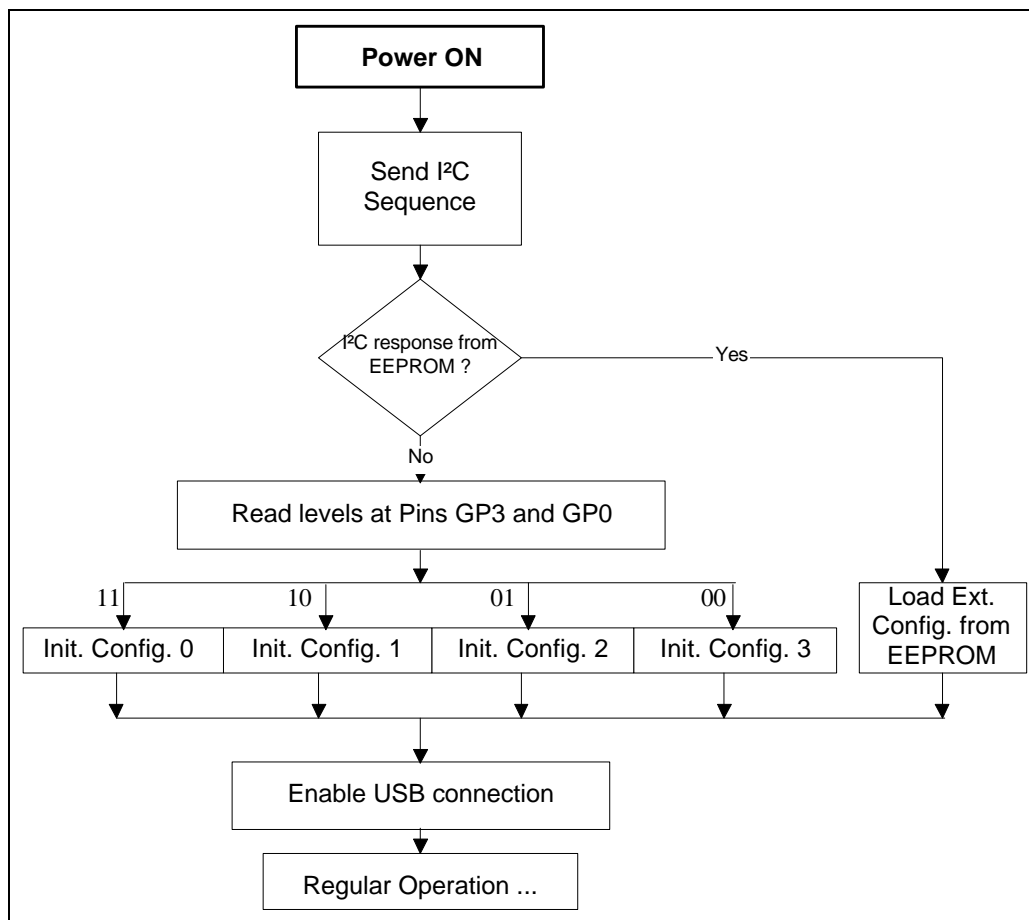 Power ON
Send I²C
Sequence
I²C response from
EEPROM ?
Yes
No
Read levels at Pins GP3 and GP0
11
10
01
00
Init. Config. 0
Init. Config. 1
Init. Config. 2
Init. Config. 3
Load Ext.
Config. from
EEPROM
Enable USB connection
Regular Operation ...